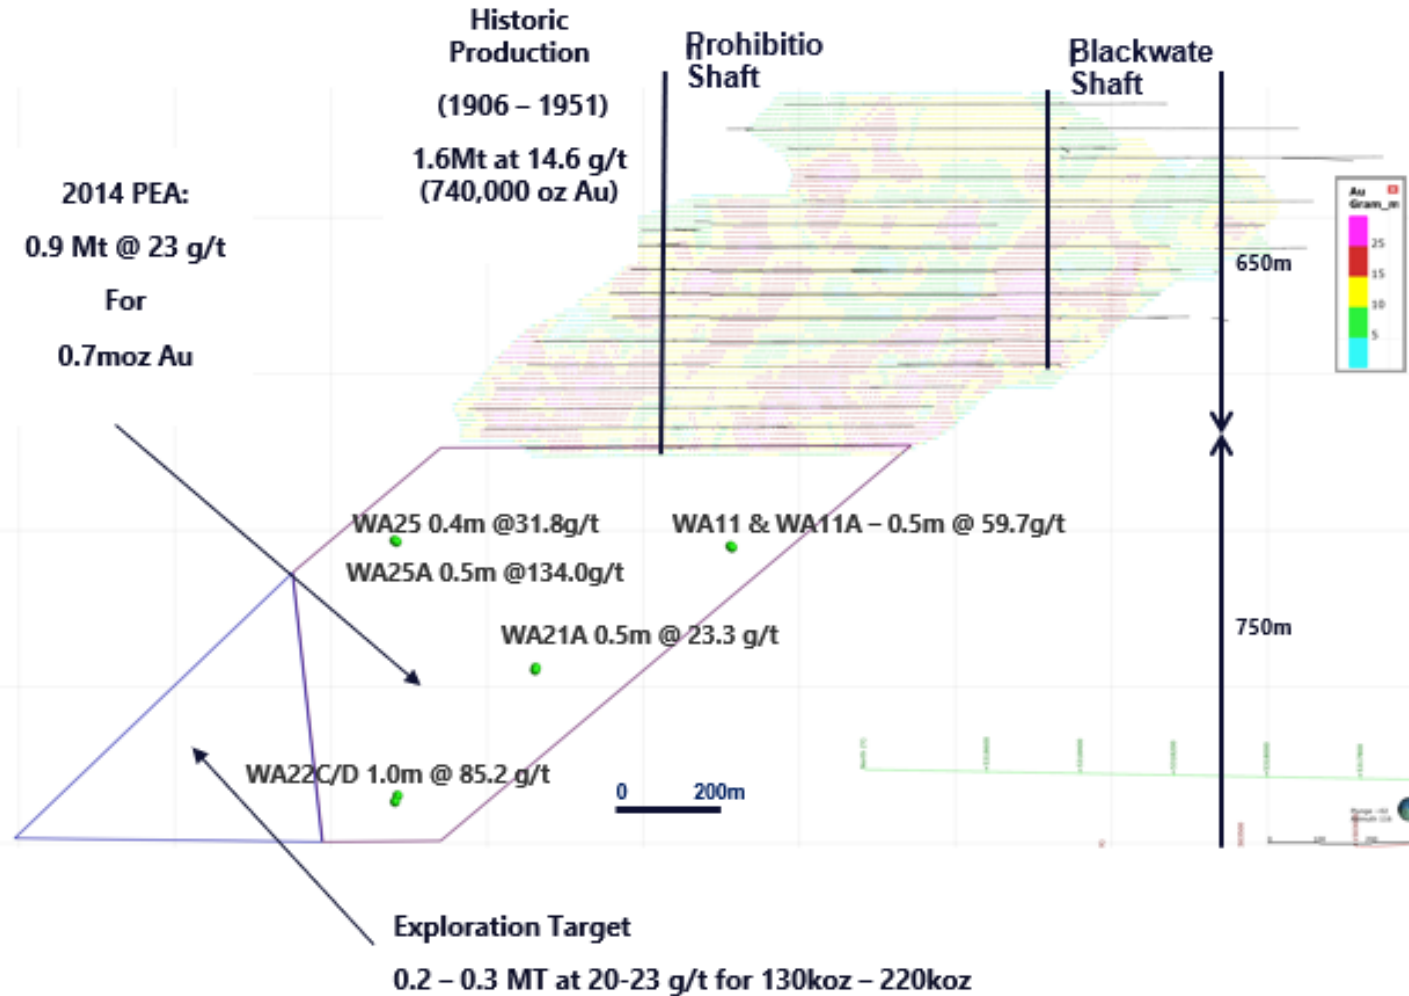 Historic
Production
(1906 – 1951)
1.6Mt at 14.6 g/t
(740,000 oz Au)
Prohibitio
n
Shaft
Blackwate
r
Shaft
2014 PEA:
0.9 Mt @ 23 g/t
For
0.7moz Au
Au
Gram_m
25
15
10
5
650m
WA25 0.4m @31.8g/t
WA11 & WA11A – 0.5m @ 59.7g/t
WA25A 0.5m @134.0g/t
WA21A 0.5m @ 23.3 g/t
750m
WA22C/D 1.0m @ 85.2 g/t
0 200m
Exploration Target
0.2 – 0.3 MT at 20-23 g/t for 130koz – 220koz